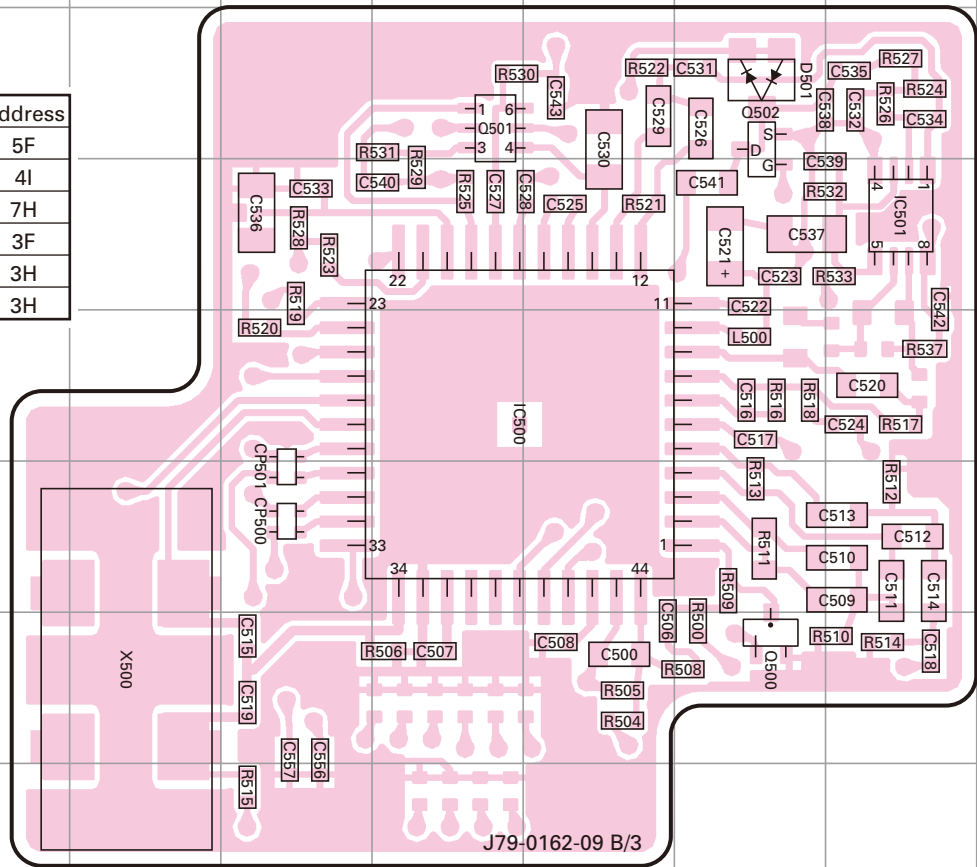 ddress
5F
4I
7H
3F
3H
3H
R530
C543
R522
C531
D501
C535
R527
R524
1
6
Q501
3
4
C530
C529
C526
Q502
S
D
G
C538
C532
R526
C534
R531
R529
C540
C539
C541
R532
4
1
IC501
5
8
C536
C533
R525
C527
C528
C525
R521
R528
R523
C521
+
C537
C523
R533
22
12
R519
23
11
C522
C542
R520
L500
R537
C520
IC500
C516
R516
R518
C524
R517
C517
CP501
R513
R512
CP500
C513
C512
R511
C510
33
1
34
44
R509
C509
C511
C514
X500
C515
R506
C507
C508
C500
C506
R500
R508
Q500
R510
R514
C518
R505
C519
R504
C557
C556
R515
J79-0162-09 B/3